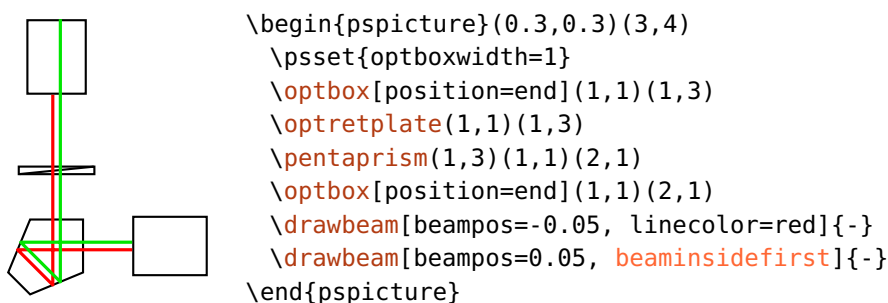 \begin{pspicture}(0.3,0.3)(3,4)
\psset{optboxwidth=1}
\optbox[position=end](1,1)(1,3)
\optretplate(1,1)(1,3)
\pentaprism(1,3)(1,1)(2,1)
\optbox[position=end](1,1)(2,1)
\drawbeam[beampos=-0.05, linecolor=red]{-}
\drawbeam[beampos=0.05, beaminsidefirst]{-}
\end{pspicture}